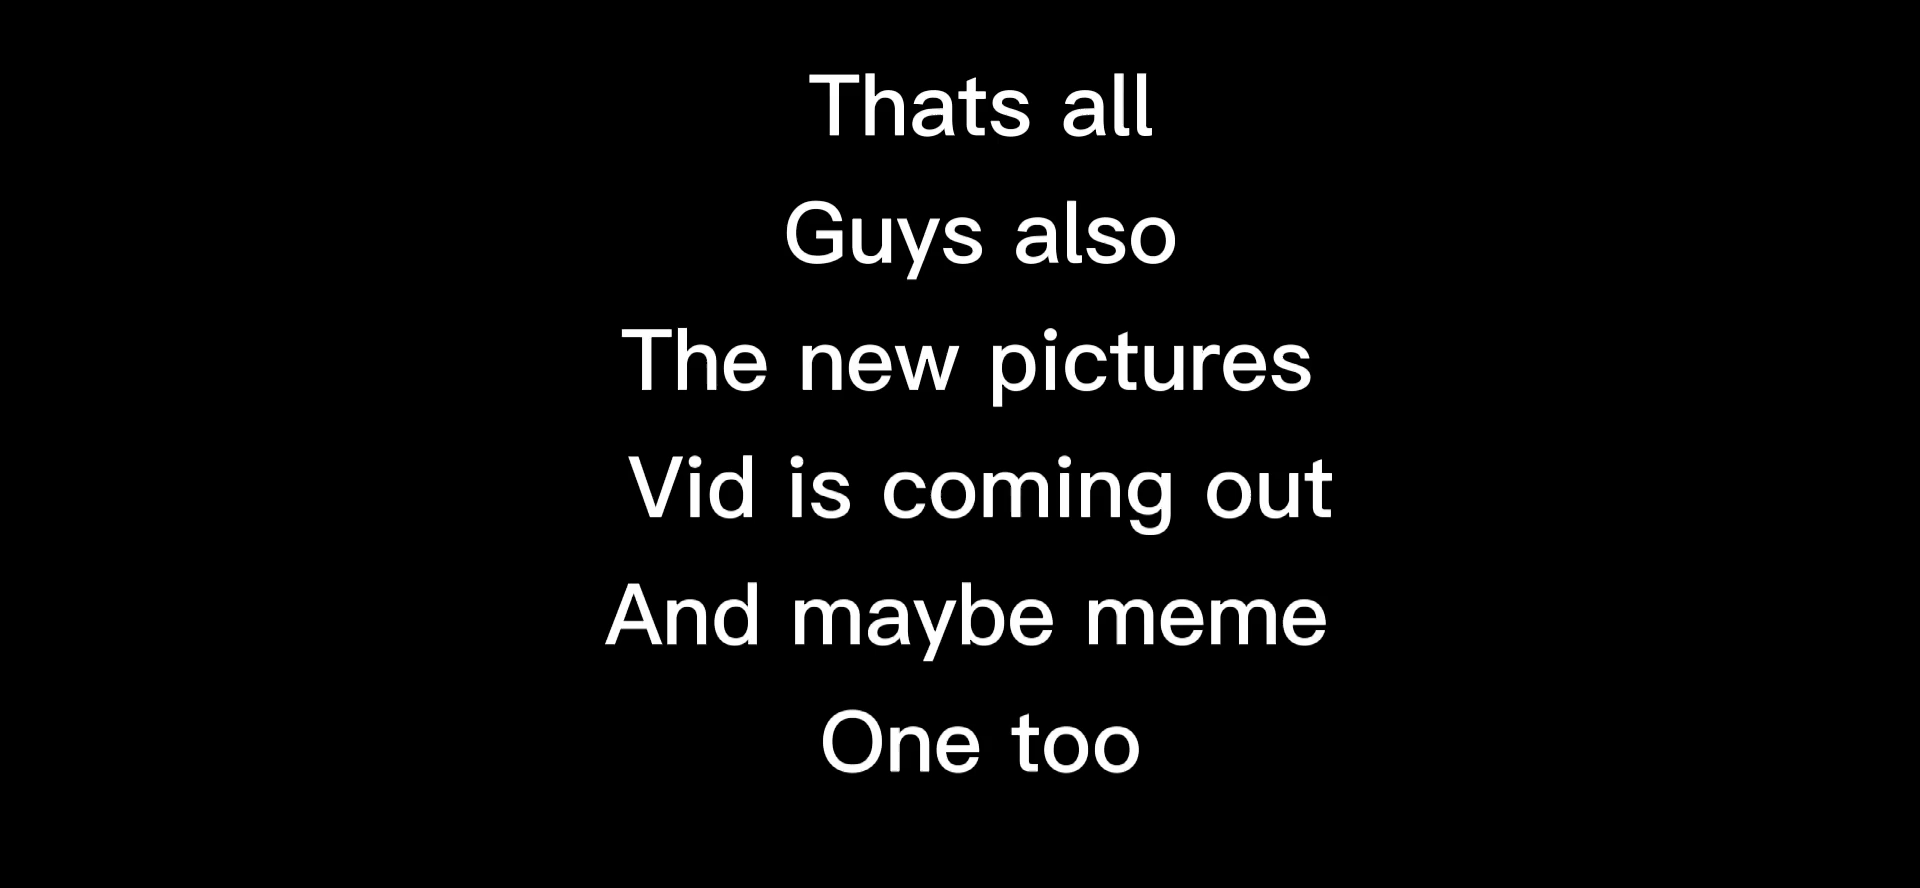 Thats all
Guys also
The new pictures
Vid is coming out
And maybe meme
One too